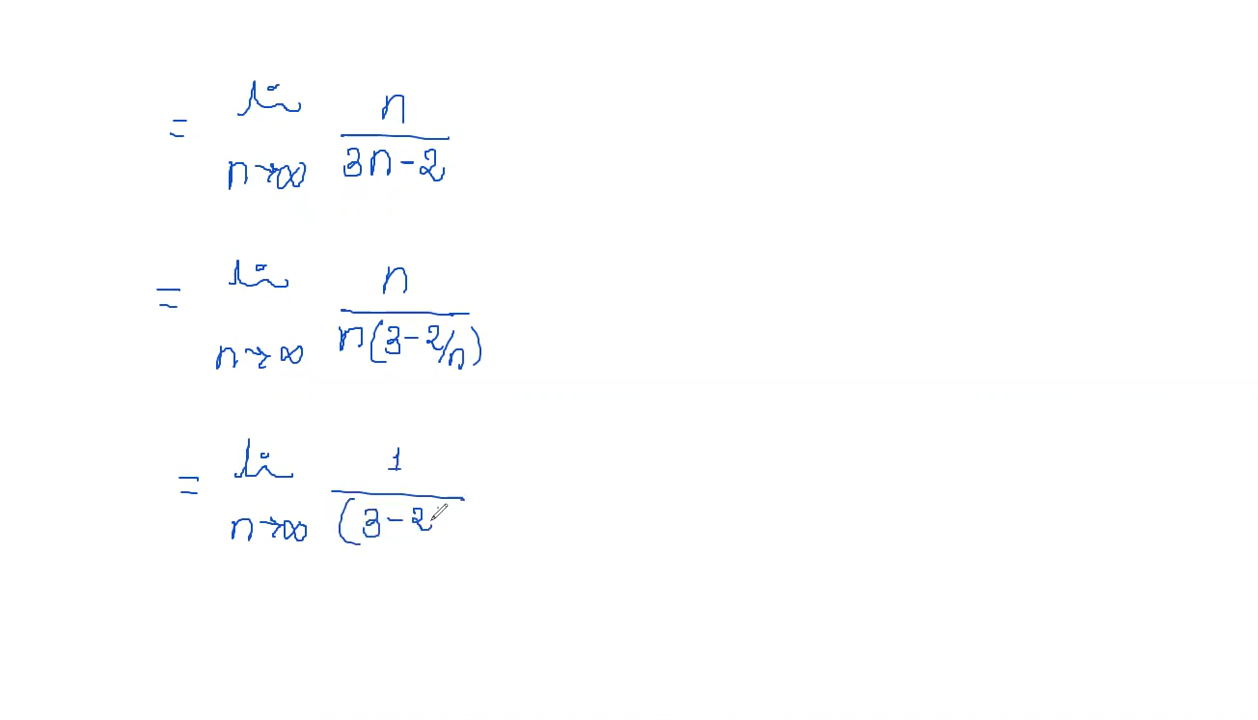 = lim n→∞ n / (3n - 2)
= lim n→∞ n / n(3 - 2/n)
= lim n→∞ 1 / (3 - 2